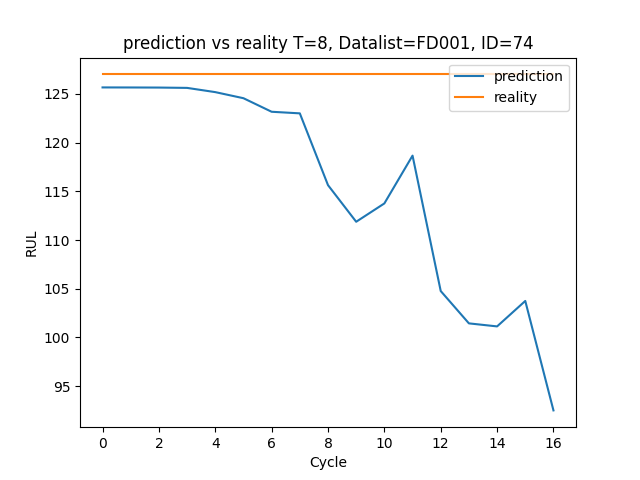 prediction vs reality T=8, Datalist=FD001, ID=74
prediction
reality
RUL
125
120
115
110
105
100
95
0 2 4 6 8 10 12 14 16
Cycle